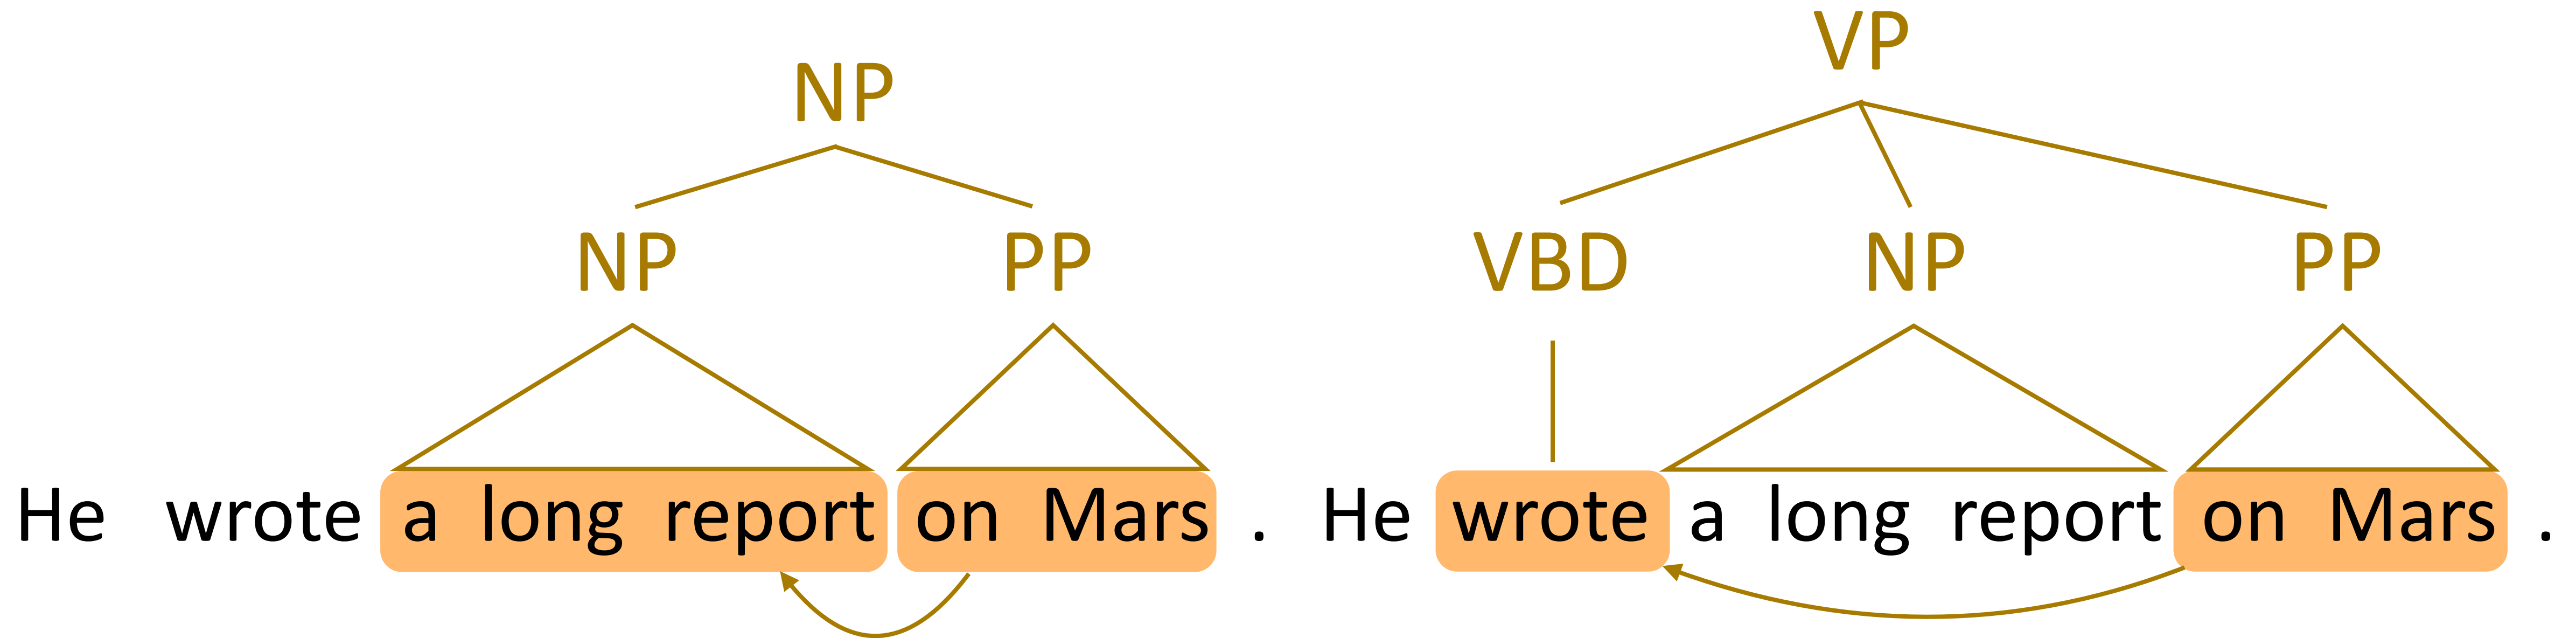 VP
NP
NP PP VBD NP PP
He wrote a long report on Mars . He wrote a long report on Mars .